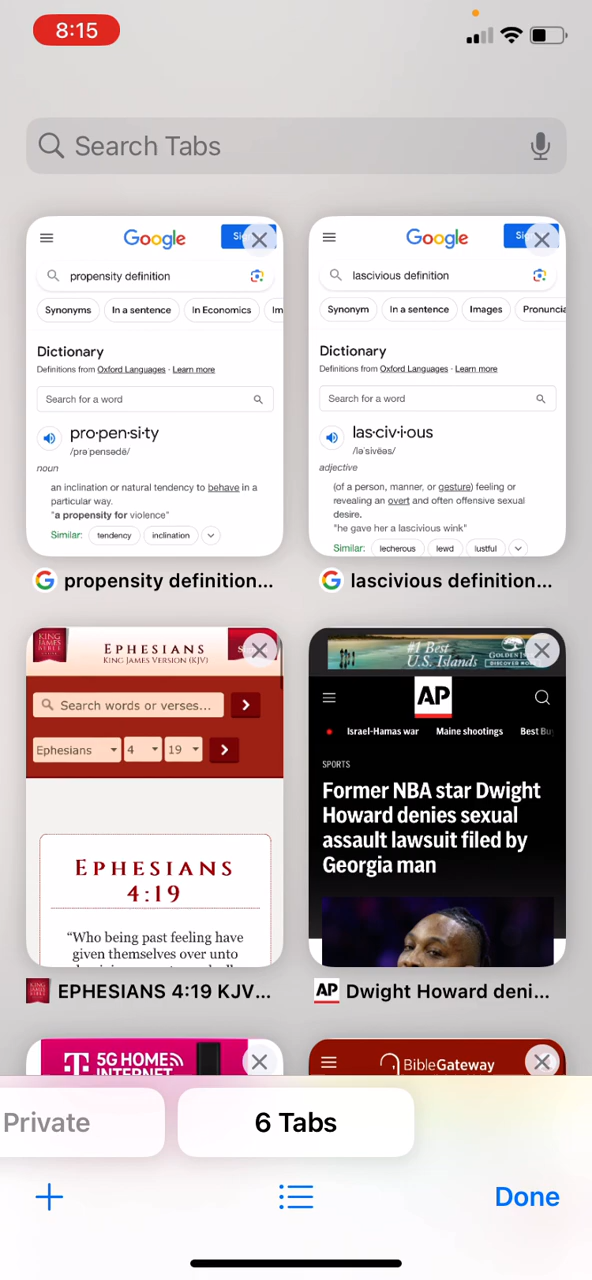 8:15
Search Tabs
Google
propensity definition
Synonyms In a sentence In Economics
Dictionary
Definitions from Oxford Languages · Learn more
Search for a word
pro·pen·si·ty
/prəˈpensədē/
noun
an inclination or natural tendency to behave in a
particular way.
"a propensity for violence"
Similar: tendency inclination
propensity definition...
Google
lascivious definition
Synonym In a sentence Images
Dictionary
Definitions from Oxford Languages · Learn more
Search for a word
las·civ·i·ous
/ləˈsivēəs/
adjective
(of a person, manner, or gesture) feeling or
revealing an overt and often offensive sexual
desire.
"he gave her a lascivious wink"
Similar: lecherous lewd lustful
lascivious definition...
KING
JAMES
BIBLE
EPHESIANS
KING JAMES VERSION (KJV)
Search words or verses...
Ephesians 4 19
EPHESIANS
4:19
“Who being past feeling have
given themselves over unto
EPHESIANS 4:19 KJV...
#1 Best
U.S. Islands
AP
Israel-Hamas war Maine shootings Best
SPORTS
Former NBA star Dwight
Howard denies sexual
assault lawsuit filed by
Georgia man
AP Dwight Howard deni...
T 5G HOME
INTERNET
BibleGateway
Private
6 Tabs
Done